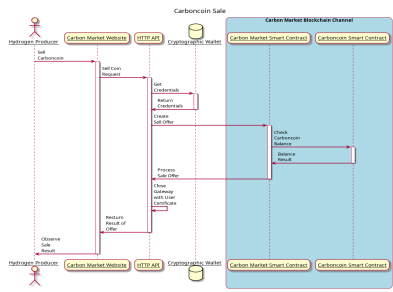 Carboncoin Sale
Carbon Market Blockchain Channel
Hydrogen Producer
Carbon Market Website
HTTP API
Cryptographic Wallet
Carbon Market Smart Contract
Carboncoin Smart Contract
Sell
Carboncoin
Sell Coin
Request
Get
Credentials
Return
Credentials
Create
Sell Offer
Check
Carboncoin
Balance
Balance
Result
Process
Sale Offer
Close
Gateway
with User
Certificate
Return
Result of
Offer
Observe
Sale
Result
Hydrogen Producer
Carbon Market Website
HTTP API
Cryptographic Wallet
Carbon Market Smart Contract
Carboncoin Smart Contract